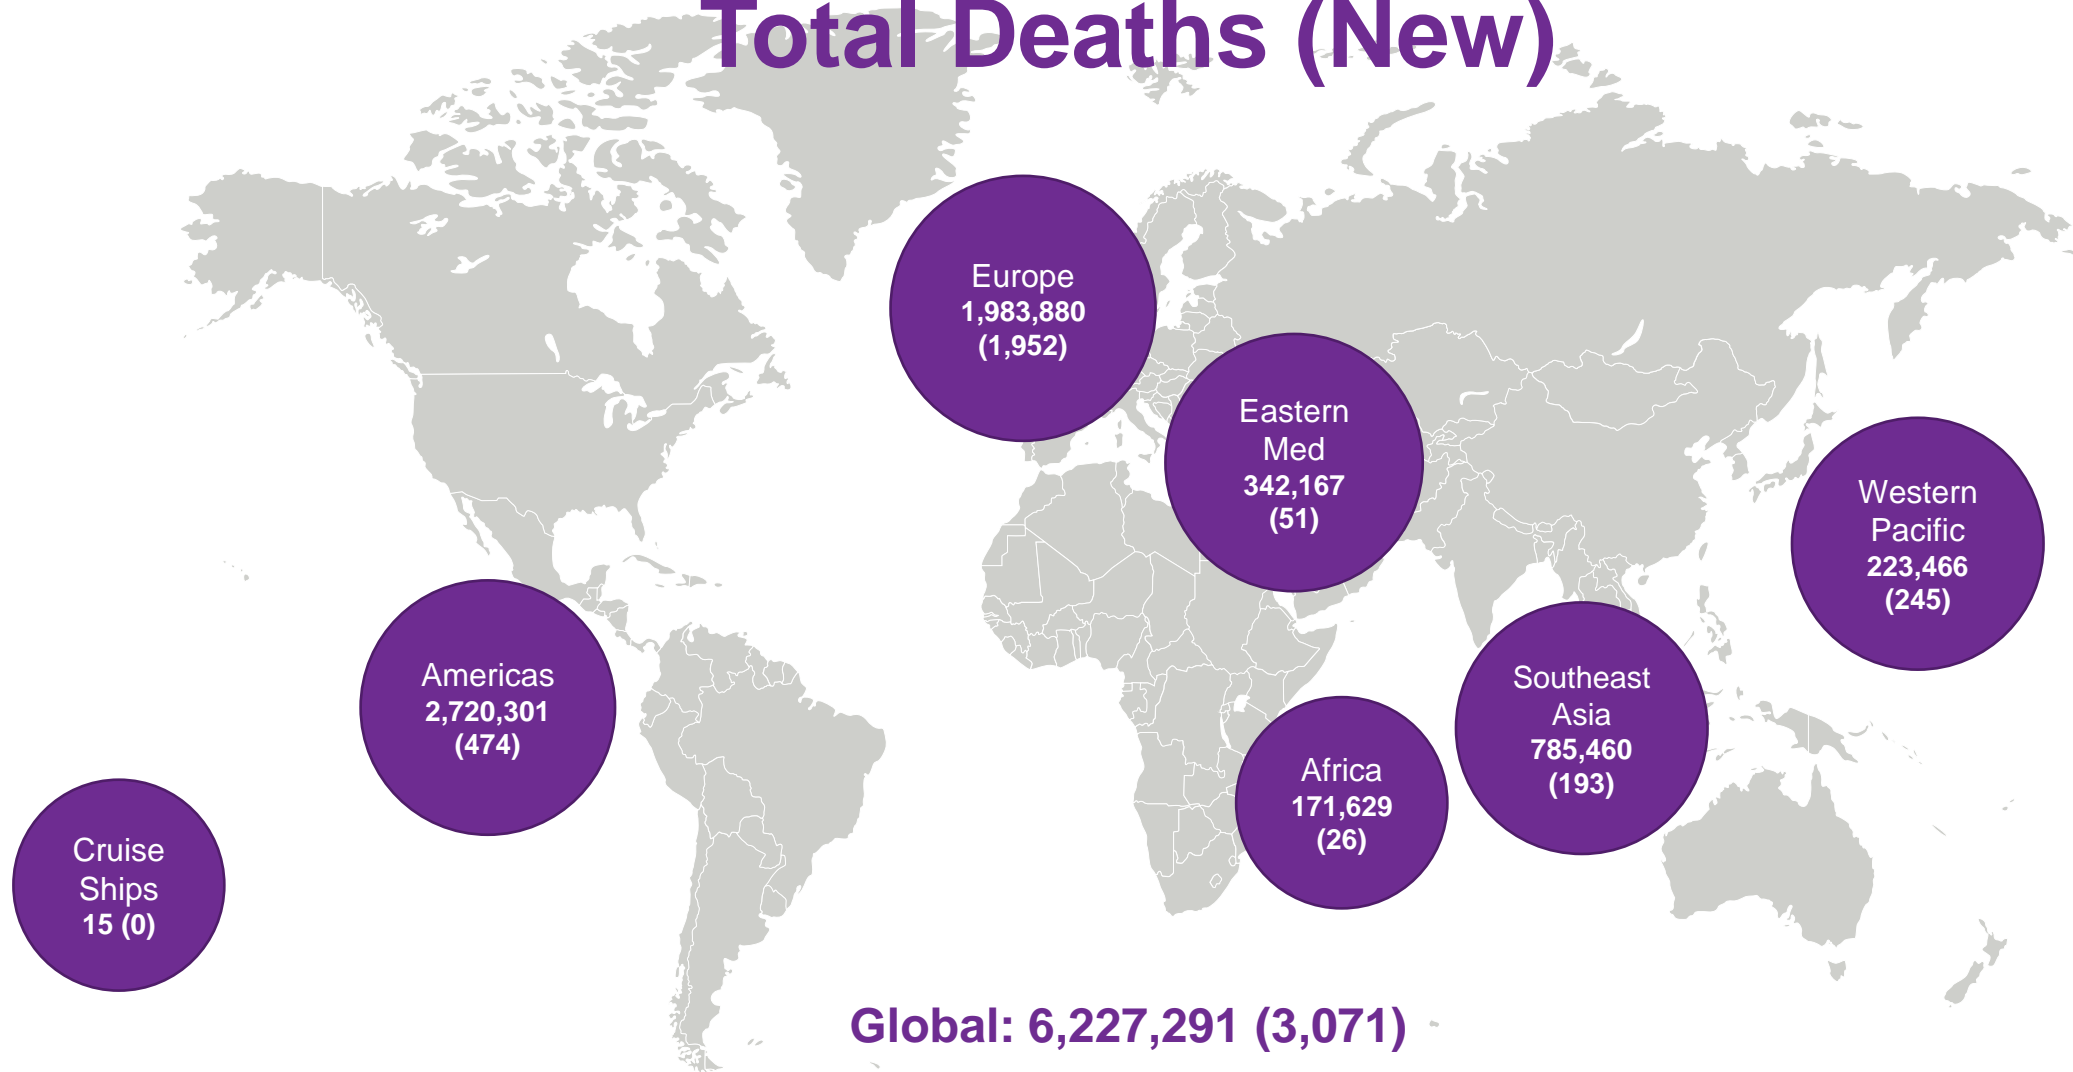 Total Deaths (New)
Europe
1,983,880
(1,952)
Eastern
Med
342,167
(51)
Western
Pacific
223,466
(245)
Americas
2,720,301
(474)
Southeast
Asia
785,460
(193)
Africa
171,629
(26)
Cruise
Ships
15 (0)
Global: 6,227,291 (3,071)